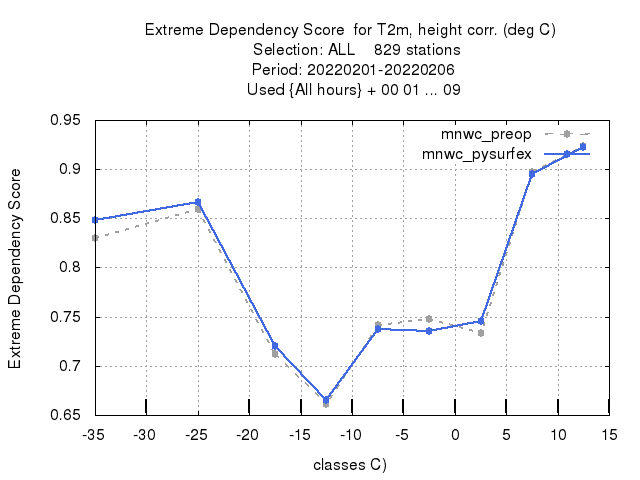 Extreme Dependency Score  for T2m, height corr. (deg C)
Selection: ALL    829 stations
Period: 20220201-20220206
Used {All hours} + 00 01 ... 09
mnwc_preop
mnwc_pysurfex
Extreme Dependency Score
0.95
0.9
0.85
0.8
0.75
0.7
0.65
-35 -30 -25 -20 -15 -10 -5 0 5 10 15
classes C)